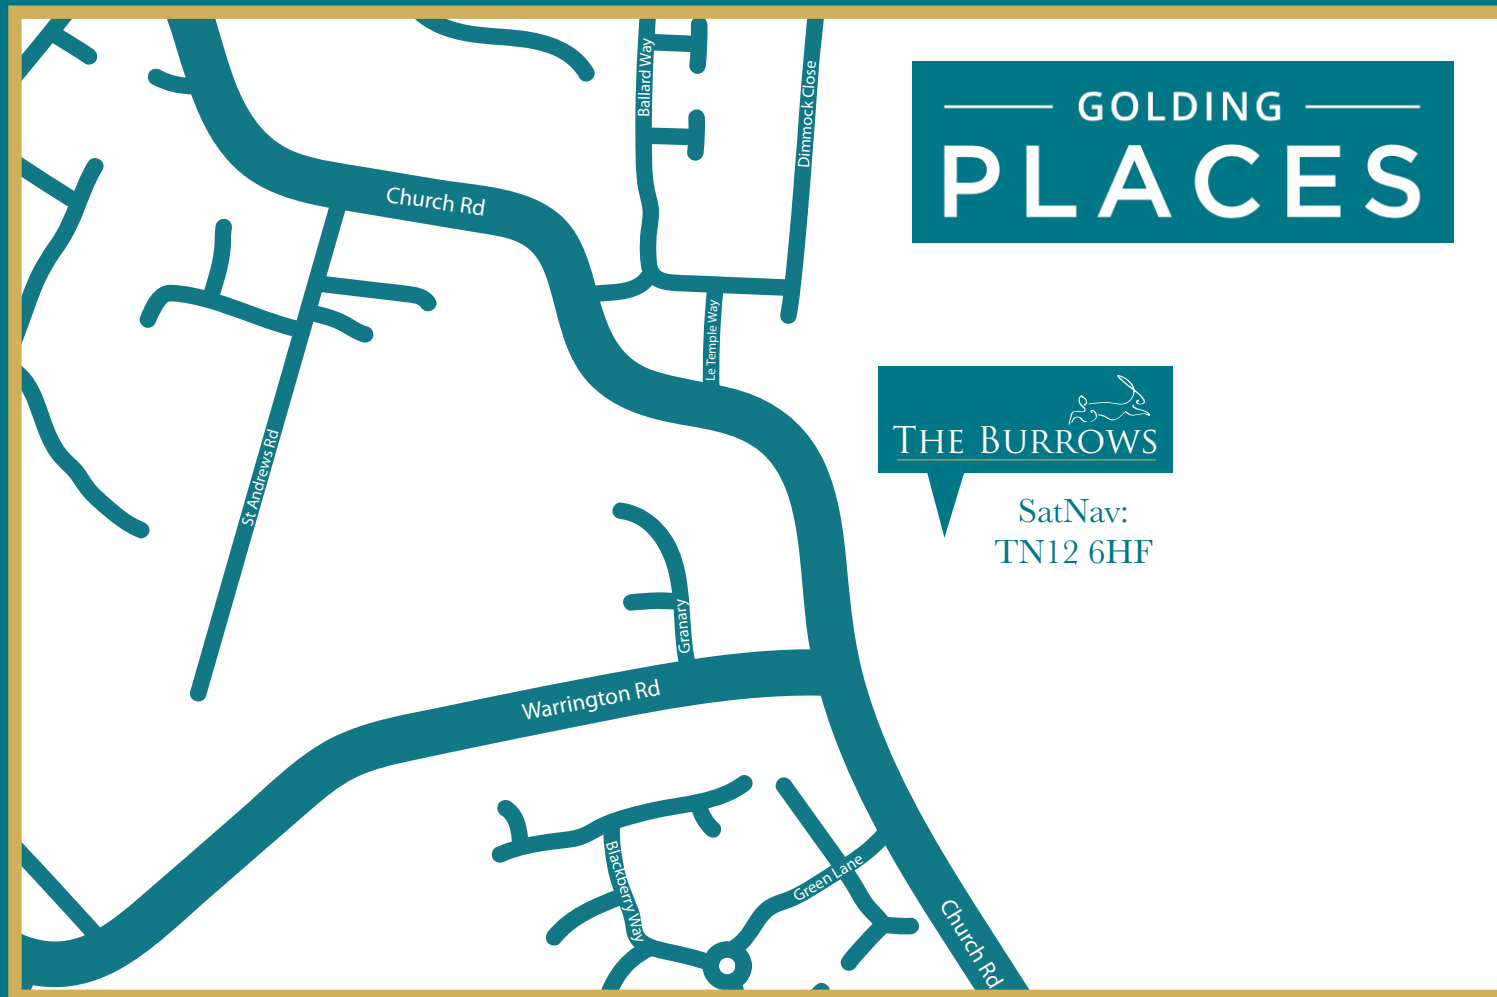 GOLDING
PLACES
Ballard Way
Dimmock Close
Church Rd
Le Temple Way
THE BURROWS
St Andrews Rd
SatNav:
TN12 6HF
Granary
Warrington Rd
Blackberry Way
Green Lane
Church Rd